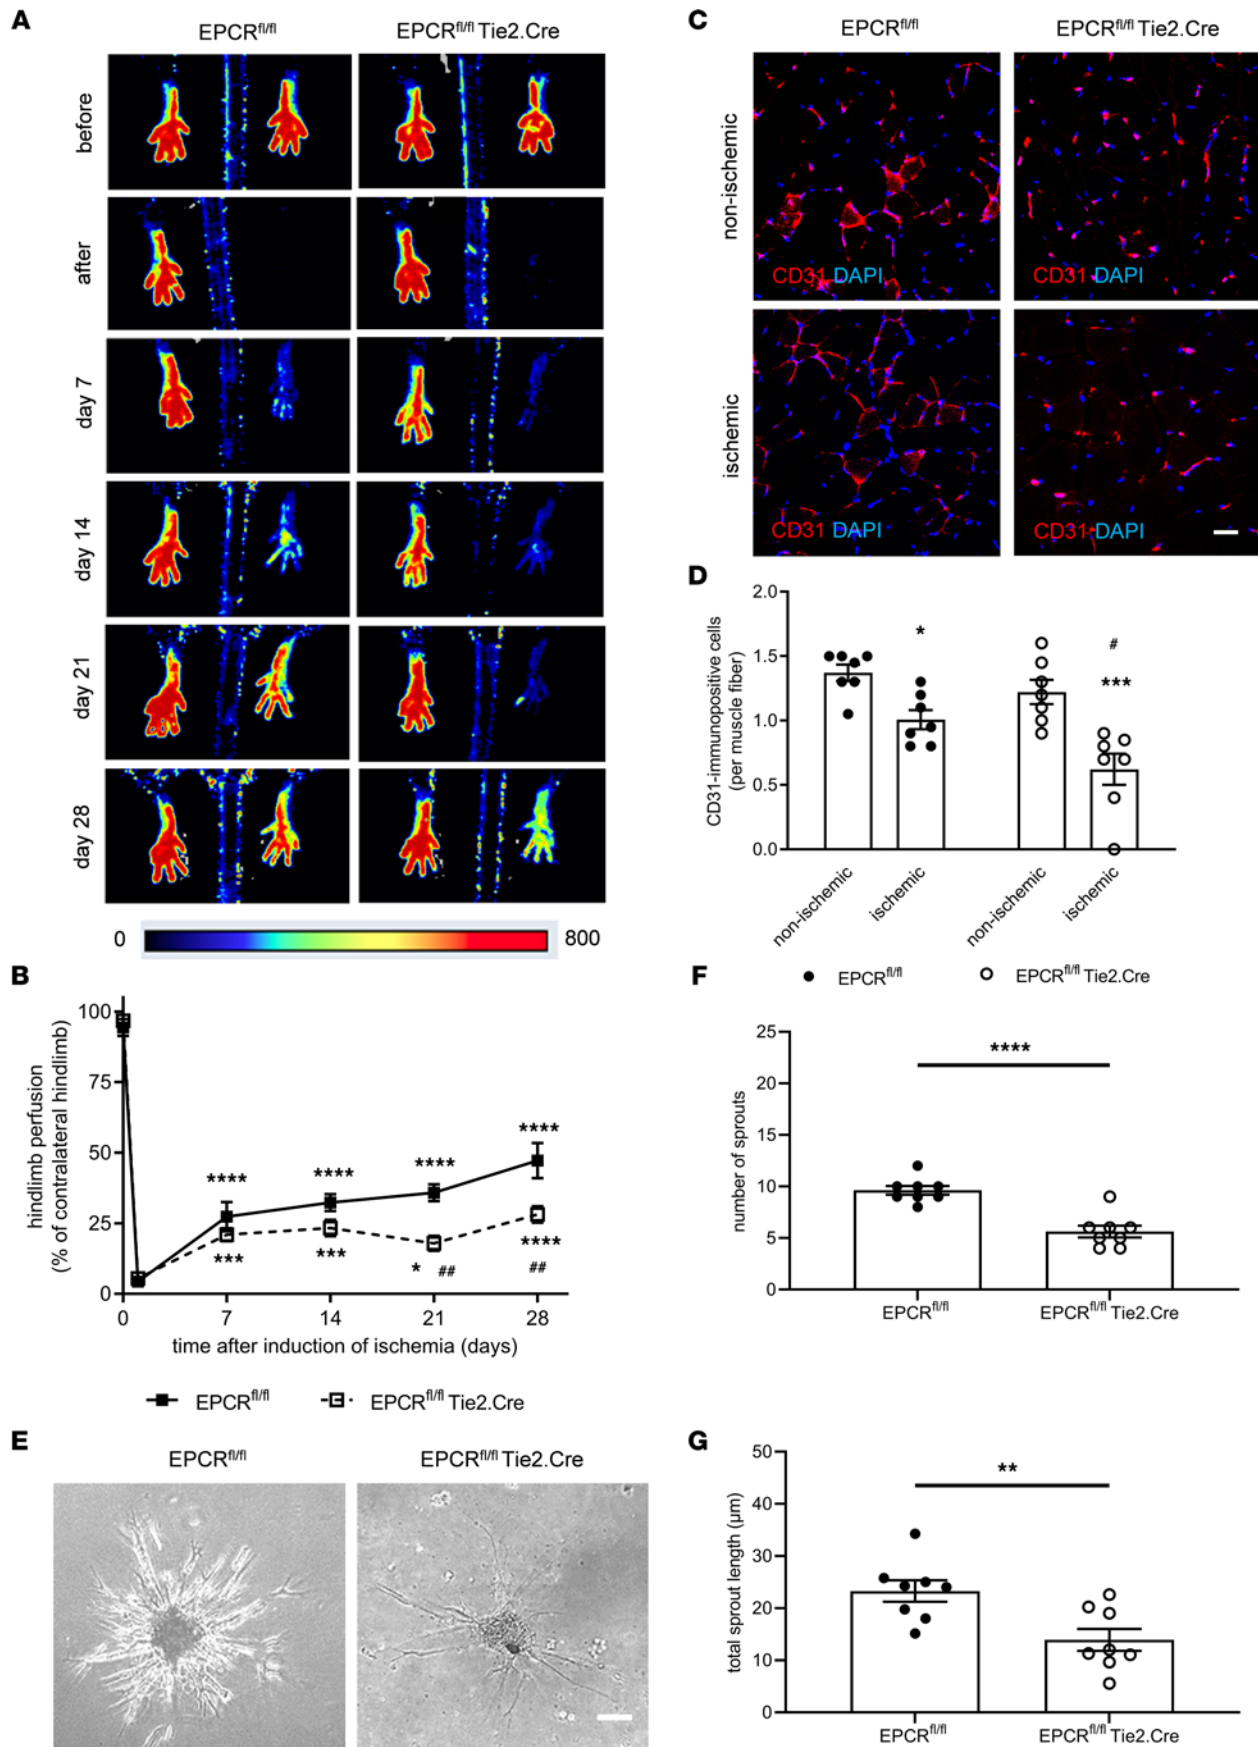 A
EPCRfl/fl
EPCRfl/fl Tie2.Cre
before
after
day 7
day 14
day 21
day 28
0
800
B
hindlimb perfusion
(% of contralateral hindlimb)
100
75
50
25
0
****
****
****
****
***
***
*
##
****
##
0
7
14
21
28
time after induction of ischemia (days)
EPCRfl/fl
EPCRfl/fl Tie2.Cre
C
EPCRfl/fl
EPCRfl/fl Tie2.Cre
non-ischemic
CD31 DAPI
CD31 DAPI
ischemic
CD31 DAPI
CD31 DAPI
D
CD31-immunopositive cells
(per muscle fiber)
2.0
1.5
1.0
0.5
0.0
*
#
***
non-ischemic
ischemic
non-ischemic
ischemic
EPCRfl/fl
EPCRfl/fl Tie2.Cre
E
EPCRfl/fl
EPCRfl/fl Tie2.Cre
F
number of sprouts
25
20
15
10
5
0
****
EPCRfl/fl
EPCRfl/fl Tie2.Cre
G
total sprout length (µm)
50
40
30
20
10
0
**
EPCRfl/fl
EPCRfl/fl Tie2.Cre